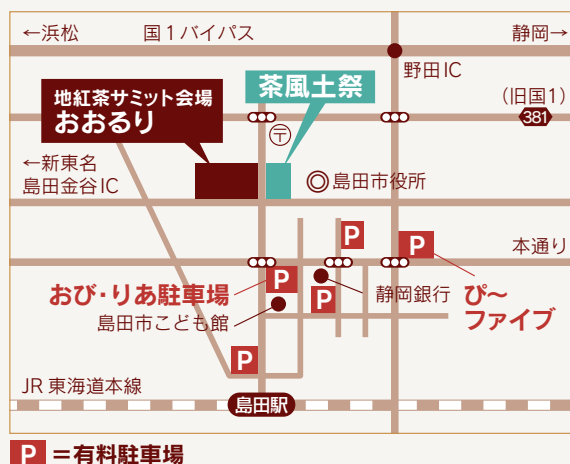 ←浜松
国1バイパス
静岡→
野田IC
地紅茶サミット会場
おおるり
茶風土祭
(旧国1)
381
〒
←新東名
島田金谷IC
島田市役所
P
P
本通り
おび・りあ駐車場
P
P
静岡銀行
ぴ〜
ファイブ
島田市こども館
P
JR東海道本線
島田駅
P=有料駐車場